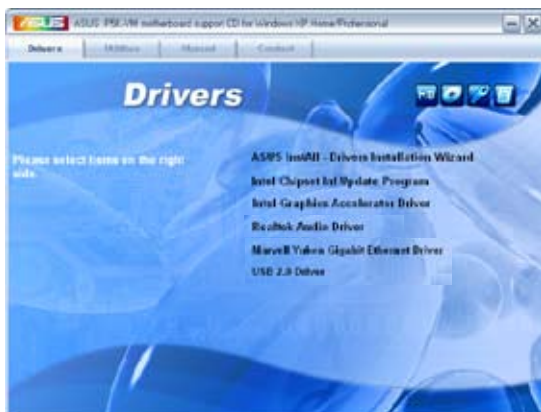 ASUS P5K-VM motherboard support CD for Windows XP Home/Professional
Drivers
Utilities
Manual
Contact
Drivers
Please select items on the right
side.
ASUS InstAll - Drivers Installation Wizard
Intel Chipset Inf Update Program
Intel Graphics Accelerator Driver
Realtek Audio Driver
Marvell Yukon Gigabit Ethernet Driver
USB 2.0 Driver